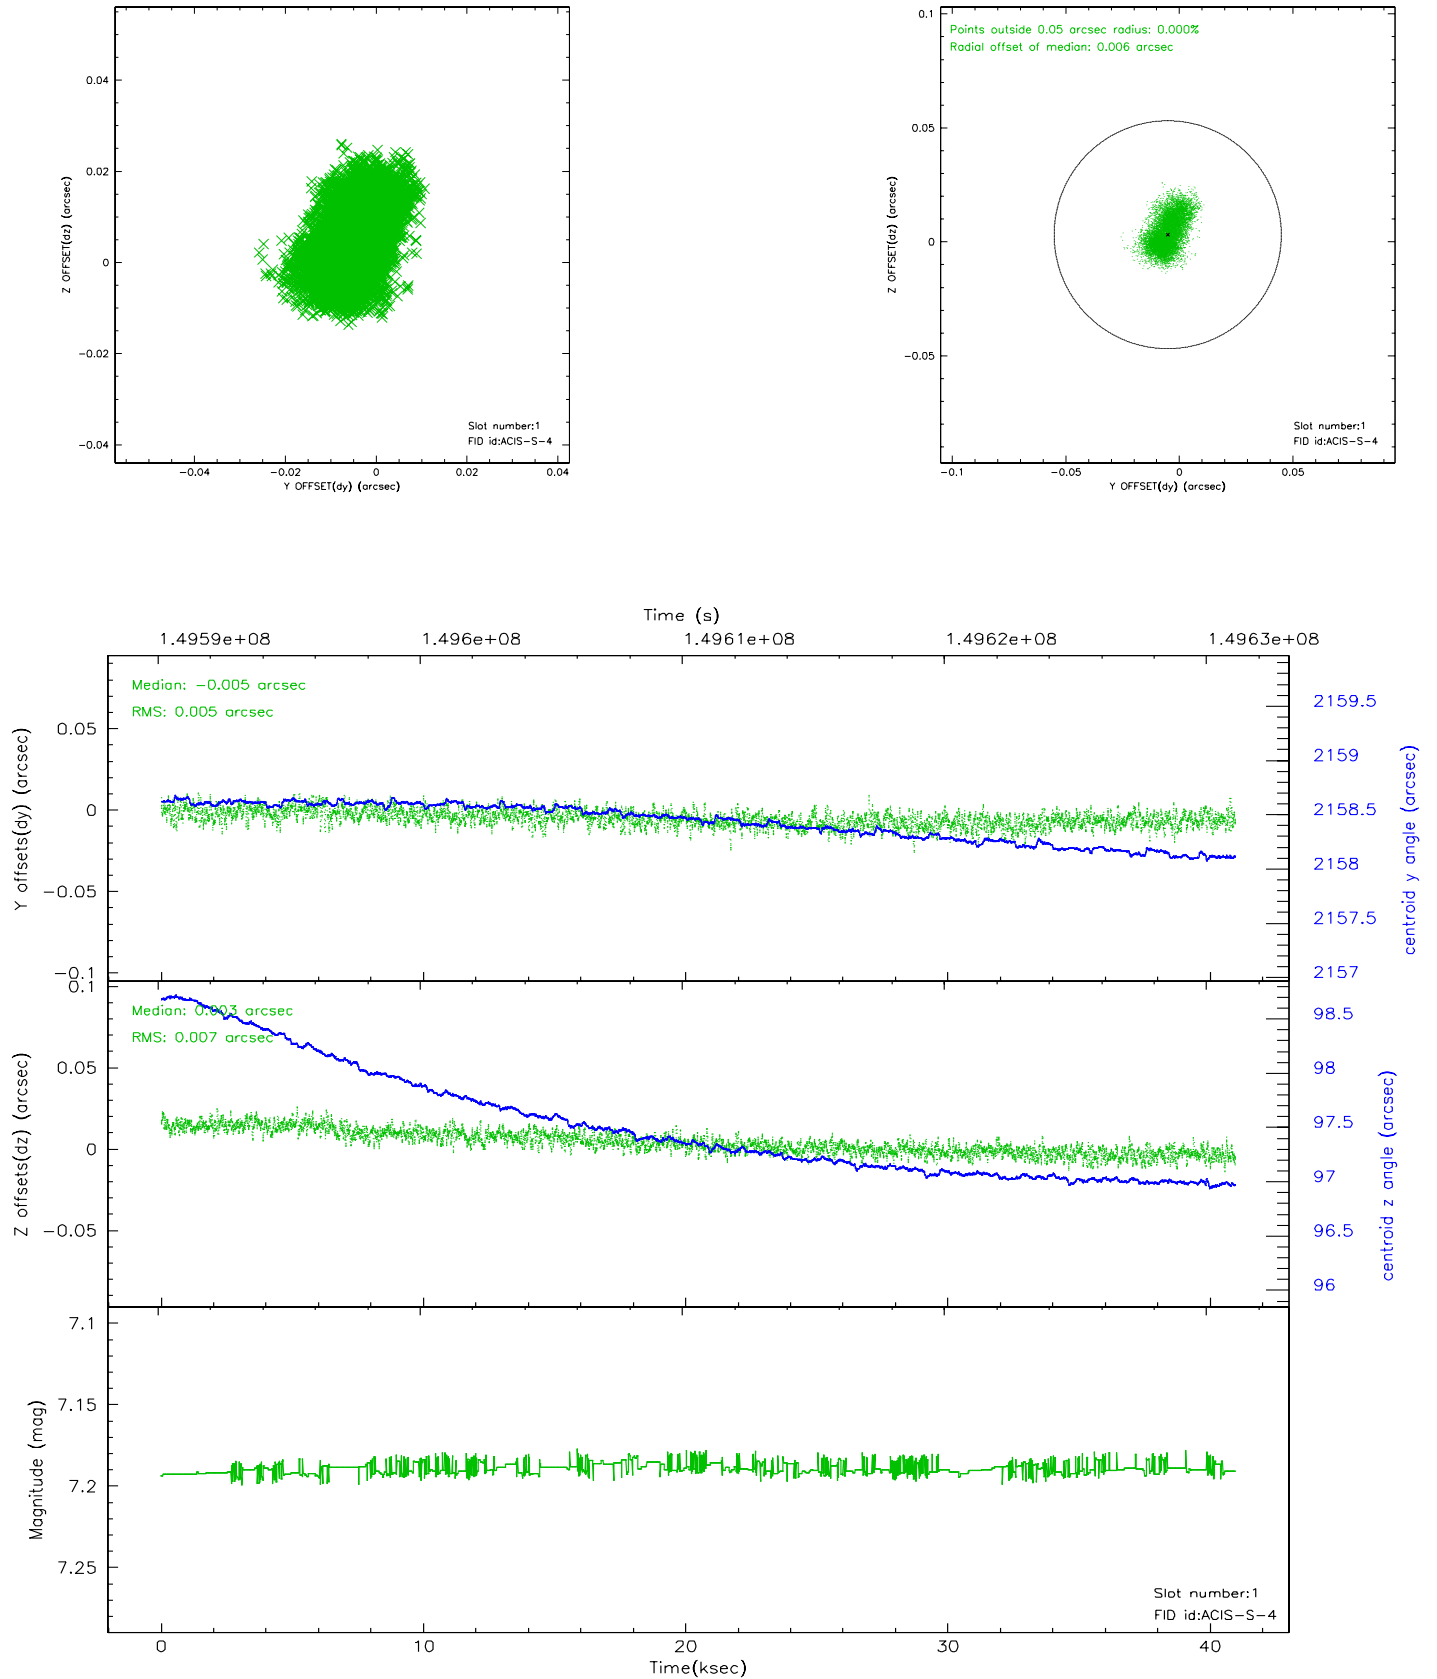 0.04
0.02
0
−0.02
−0.04
Z OFFSET(dz) (arcsec)
Slot number:1
FID id:ACIS−S−4
−0.04
−0.02
0
0.02
0.04
Y OFFSET(dy) (arcsec)
Points outside 0.05 arcsec radius: 0.000%
Radial offset of median: 0.006 arcsec
0.1
0.05
0
−0.05
Z OFFSET(dz) (arcsec)
Slot number:1
FID id:ACIS−S−4
−0.1
−0.05
0
0.05
Y OFFSET(dy) (arcsec)
Time (s)
1.4959e+08
1.496e+08
1.4961e+08
1.4962e+08
1.4963e+08
Median: −0.005 arcsec
RMS: 0.005 arcsec
0.05
0
−0.05
−0.1
Y offsets(dy) (arcsec)
2159.5
2159
2158.5
2158
2157.5
2157
centroid y angle (arcsec)
Median: 0.003 arcsec
RMS: 0.007 arcsec
0.1
0.05
0
−0.05
Z offsets(dz) (arcsec)
98.5
98
97.5
97
96.5
96
centroid z angle (arcsec)
7.1
7.15
7.2
7.25
Magnitude (mag)
Slot number:1
FID id:ACIS−S−4
0
10
20
30
40
Time(ksec)